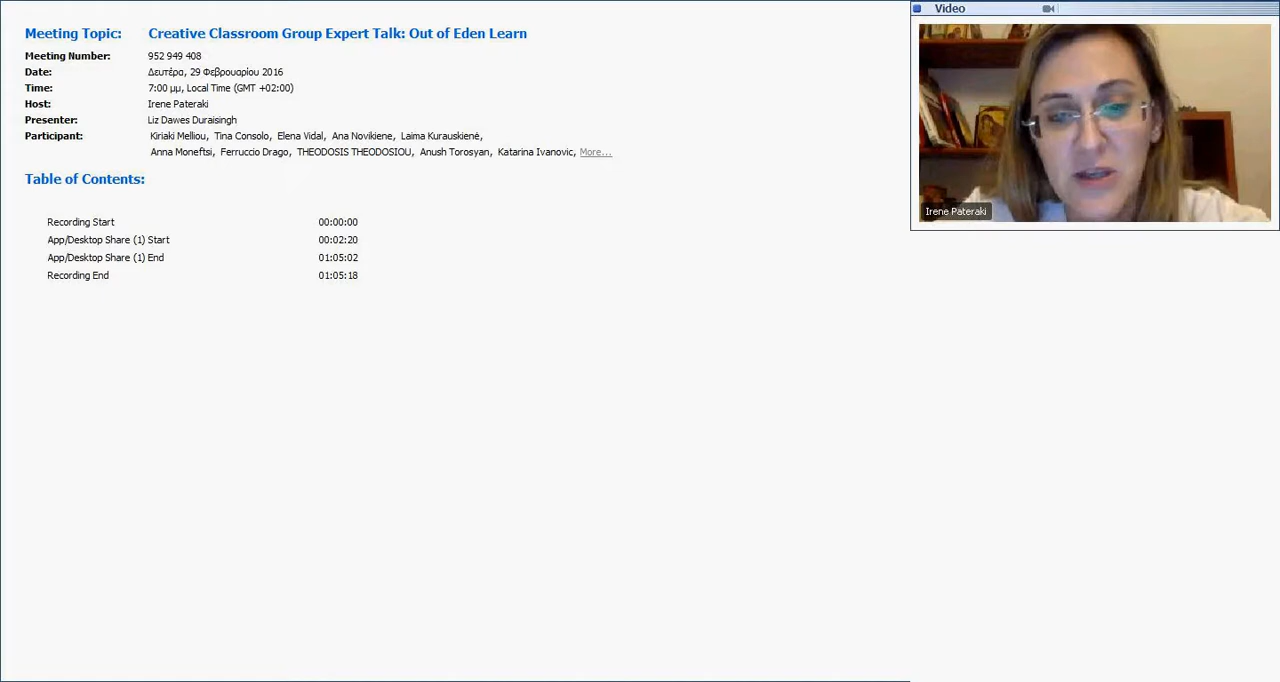 Meeting Topic: Creative Classroom Group Expert Talk: Out of Eden Learn
Meeting Number: 952 949 408
Date: Δευτέρα, 29 Φεβρουαρίου 2016
Time: 7:00 μμ, Local Time (GMT +02:00)
Host: Irene Pateraki
Presenter: Liz Dawes Duraisingh
Participant: Kiriaki Melliou, Tina Consolo, Elena Vidal, Ana Novikiene, Laima Kurauskienė,
Anna Moneftsi, Ferruccio Drago, THEODOSIS THEODOSIOU, Anush Torosyan, Katarina Ivanovic, More...
Table of Contents:
Recording Start 00:00:00
App/Desktop Share (1) Start 00:02:20
App/Desktop Share (1) End 01:05:02
Recording End 01:05:18
Video
Irene Pateraki